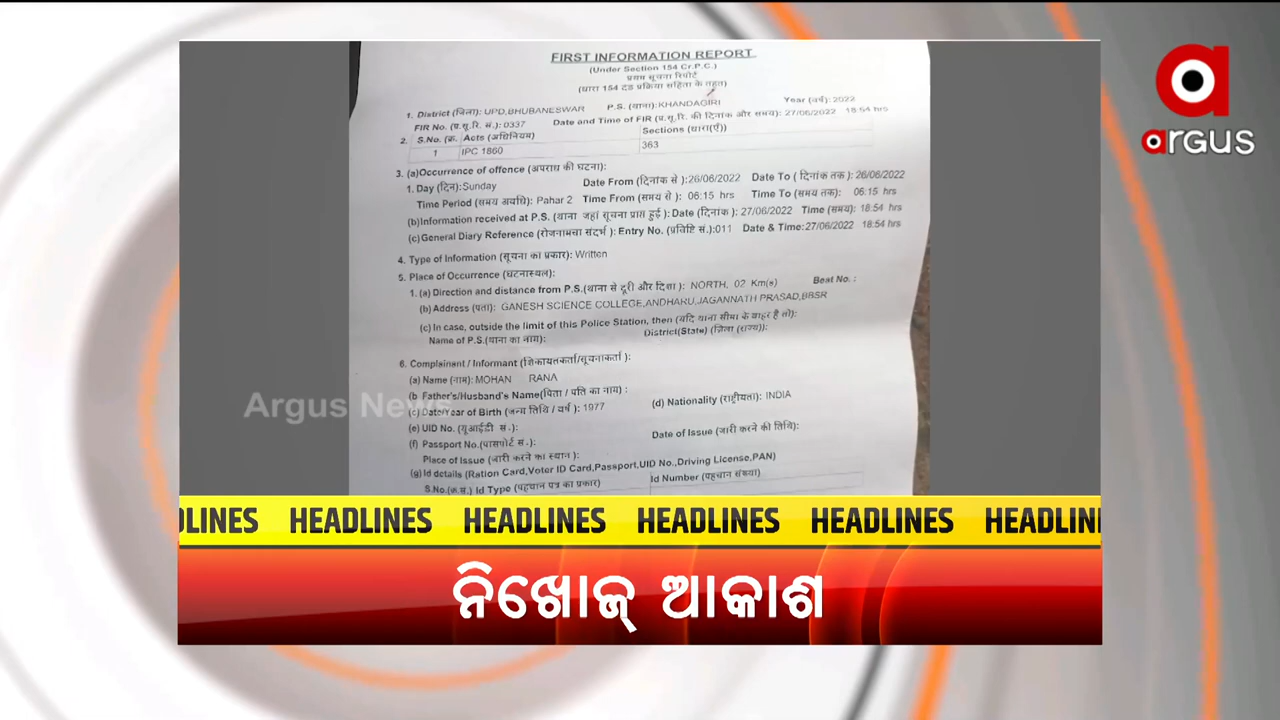 FIRST INFORMATION REPORT
(Under Section 154 Cr.P.C.)
प्रथम सूचना रिपोर्ट
(धारा 154 दंड प्रक्रिया संहिता के तहत)
1. District (जिला): UPD,BHUBANESWAR P.S. (थाना):KHANDAGIRI Year (वर्ष): 2022
FIR No. (प्र.सू.रि. सं.): 0337 Date and Time of FIR (प्र.सू.रि. की दिनांक और समय): 27/06/2022 18:54 hrs
2. S.No. (क्र. Acts (अधिनियम) Sections (धारा(एँ))
1 IPC 1860 363
3. (a)Occurrence of offence (अपराध की घटना):
1. Day (दिन):Sunday Date From (दिनांक से ):26/06/2022 Date To ( दिनांक तक ): 26/06/2022
Time Period (समय अवधि): Pahar 2 Time From (समय से ): 06:15 hrs Time To (समय तक): 06:15 hrs
(b)Information received at P.S. (थाना जहां सूचना प्राप्त हुई ): Date (दिनांक ): 27/06/2022 Time (समय): 18:54 hrs
(c)General Diary Reference (रोजनामचा संदर्भ ): Entry No. (प्रविष्टि सं.):011 Date & Time:27/06/2022 18:54 hrs
4. Type of Information (सूचना का प्रकार): Written
5. Place of Occurrence (घटनास्थल):
1. (a) Direction and distance from P.S.(थाना से दूरी और दिशा ): NORTH, 02 Km(s) Beat No. :
(b) Address (पता): GANESH SCIENCE COLLEGE,ANDHARU,JAGANNATH PRASAD,BBSR
(c) In case, outside the limit of this Police Station, then (यदि थाना सीमा के बाहर है तो):
Name of P.S.(थाना का नाम): District(State) (जिला (राज्य)):
6. Complainant / Informant (शिकायतकर्ता/सूचनाकर्ता ):
(a) Name (नाम): MOHAN RANA
(b Father's/Husband's Name(पिता / पति का नाम) :
(c) Date/Year of Birth (जन्म तिथि / वर्ष ): 1977 (d) Nationality (राष्ट्रीयता): INDIA
(e) UID No. (यूआईडी सं.):
(f) Passport No.(पासपोर्ट सं.): Date of Issue (जारी करने की तिथि):
Place of Issue (जारी करने का स्थान ):
(g) Id details (Ration Card,Voter ID Card,Passport,UID No.,Driving License,PAN)
S.No.(क्र.सं.) Id Type (पहचान पत्र का प्रकार) Id Number (पहचान संख्या)
Argus News
argus
DLINES HEADLINES HEADLINES HEADLINES HEADLINES HEADLIN
ନିଖୋଜ୍ ଆକାଶ